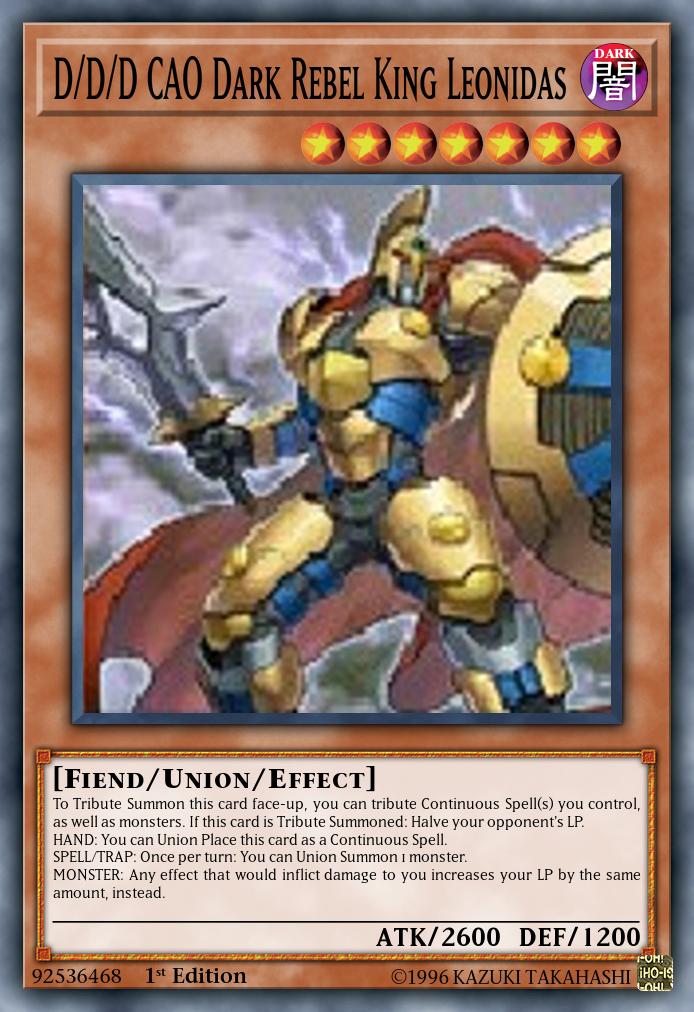 D/D/D CAO Dark Rebel King Leonidas
DARK
闇
[Fiend/Union/Effect]
To Tribute Summon this card face-up, you can tribute Continuous Spell(s) you control,
as well as monsters. If this card is Tribute Summoned: Halve your opponent's LP.
HAND: You can Union Place this card as a Continuous Spell.
SPELL/TRAP: Once per turn: You can Union Summon 1 monster.
MONSTER: Any effect that would inflict damage to you increases your LP by the same
amount, instead.
ATK/2600 DEF/1200
92536468 1st Edition ©1996 KAZUKI TAKAHASHI